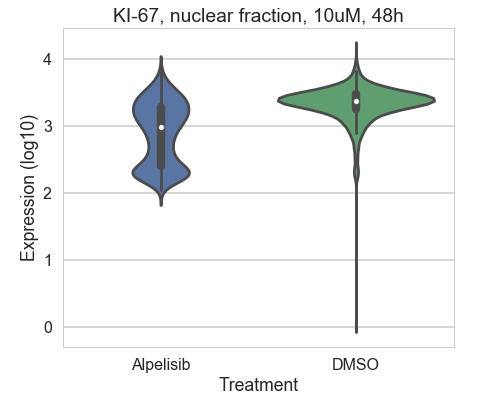 KI-67, nuclear fraction, 10uM, 48h
Expression (log10)
4
3
2
1
0
Alpelisib
DMSO
Treatment